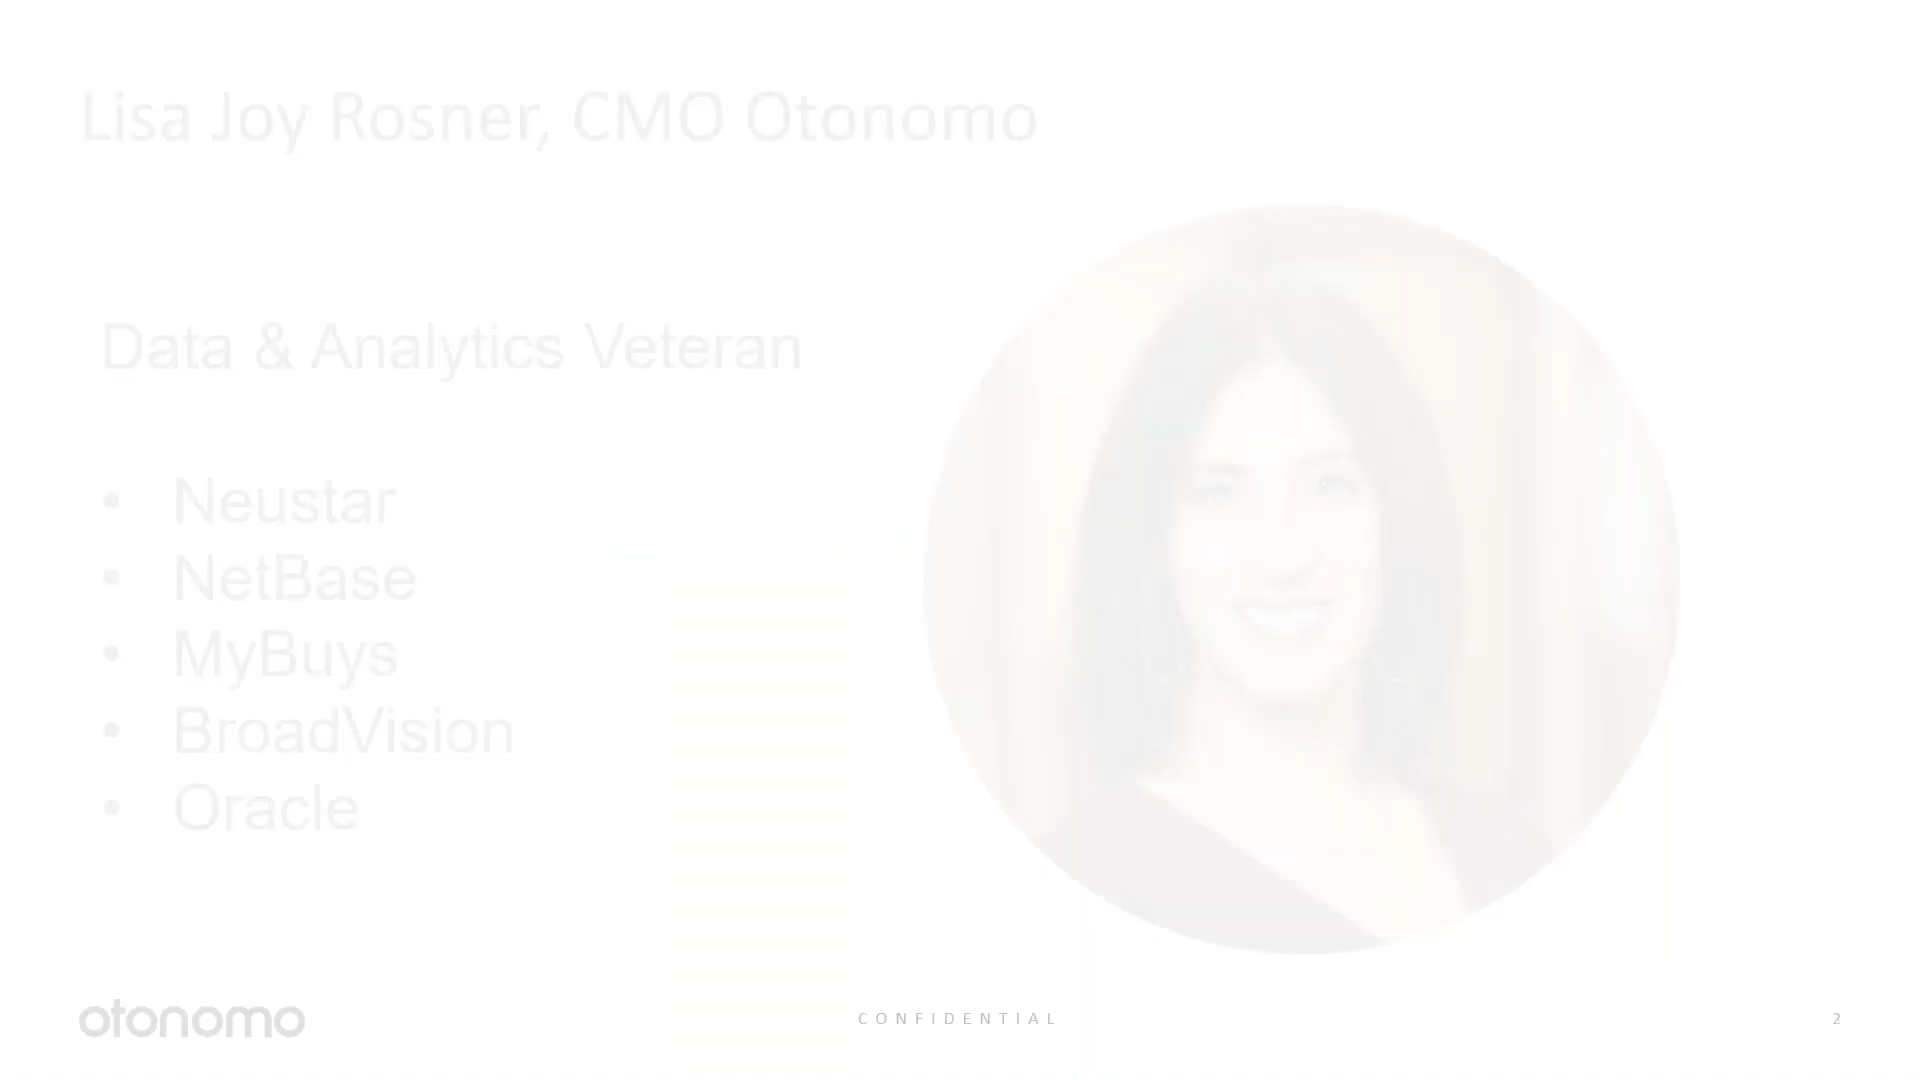 Lisa Joy Rosner, CMO Otonomo
Data & Analytics Veteran
• Neustar
• NetBase
• MyBuys
• BroadVision
• Oracle
otonomo
CONFIDENTIAL
2